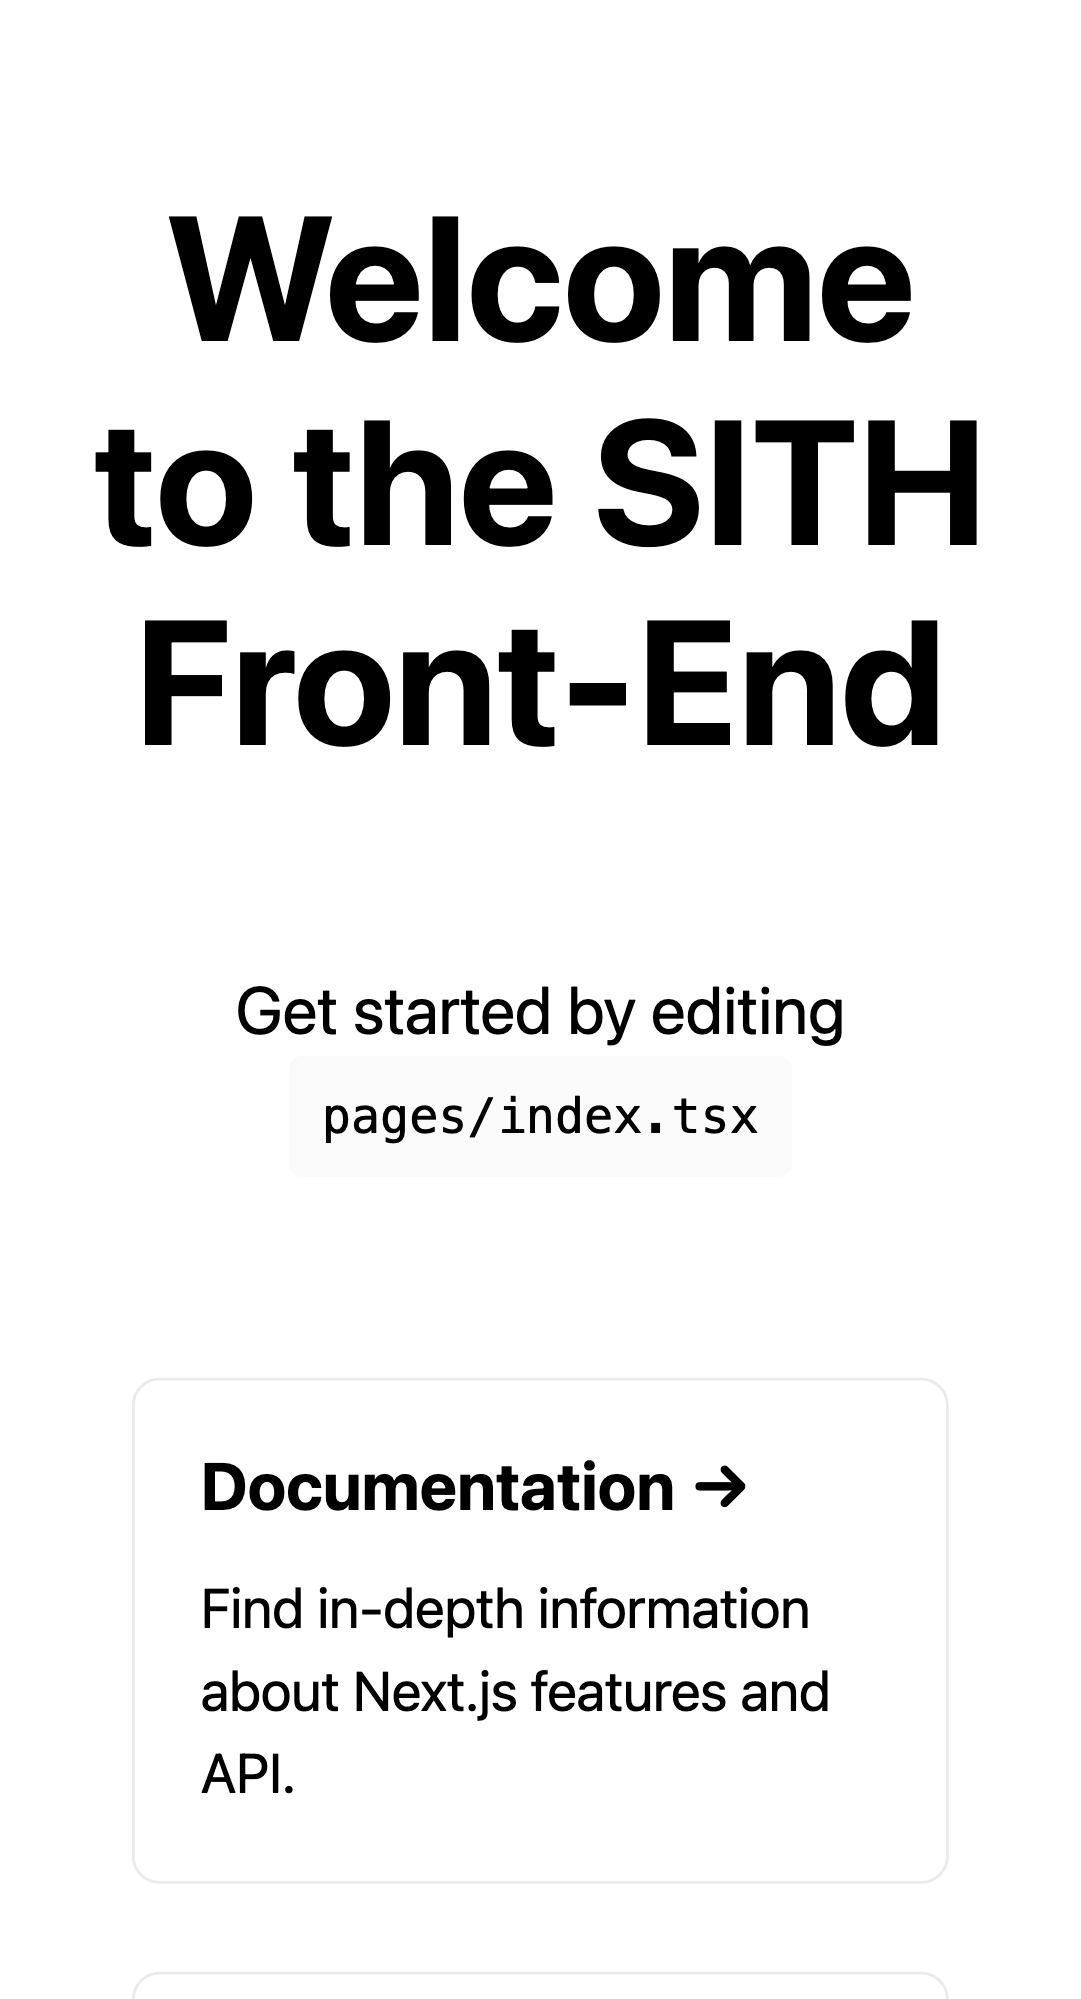 Welcome
to the SITH
Front-End
Get started by editing
pages/index.tsx
Documentation →
Find in-depth information
about Next.js features and
API.